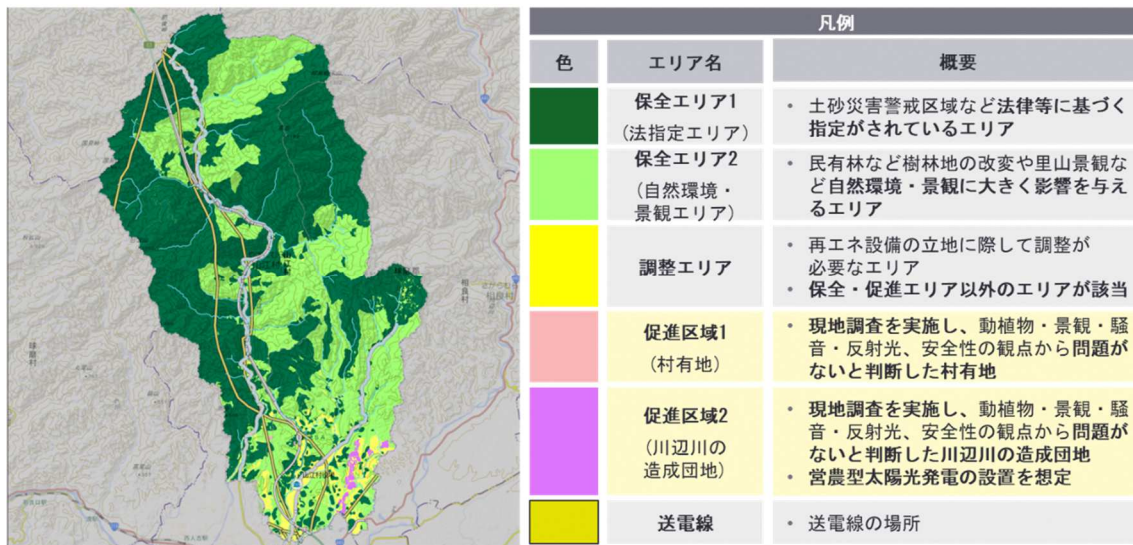 凡例
色
エリア名
概要
保全エリア1
（法指定エリア）
• 土砂災害警戒区域など法律等に基づく
指定がされているエリア
保全エリア2
（自然環境・
景観エリア）
• 民有林など樹林地の改変や里山景観な
ど自然環境・景観に大きく影響を与え
るエリア
調整エリア
• 再エネ設備の立地に際して調整が
必要なエリア
• 保全・促進エリア以外のエリアが該当
促進区域1
（村有地）
• 現地調査を実施し、動植物・景観・騒
音・反射光、安全性の観点から問題が
ないと判断した村有地
促進区域2
（川辺川の
造成団地）
• 現地調査を実施し、動植物・景観・騒
音・反射光、安全性の観点から問題が
ないと判断した川辺川の造成団地
• 営農型太陽光発電の設置を想定
送電線
• 送電線の場所
相良村
球磨村